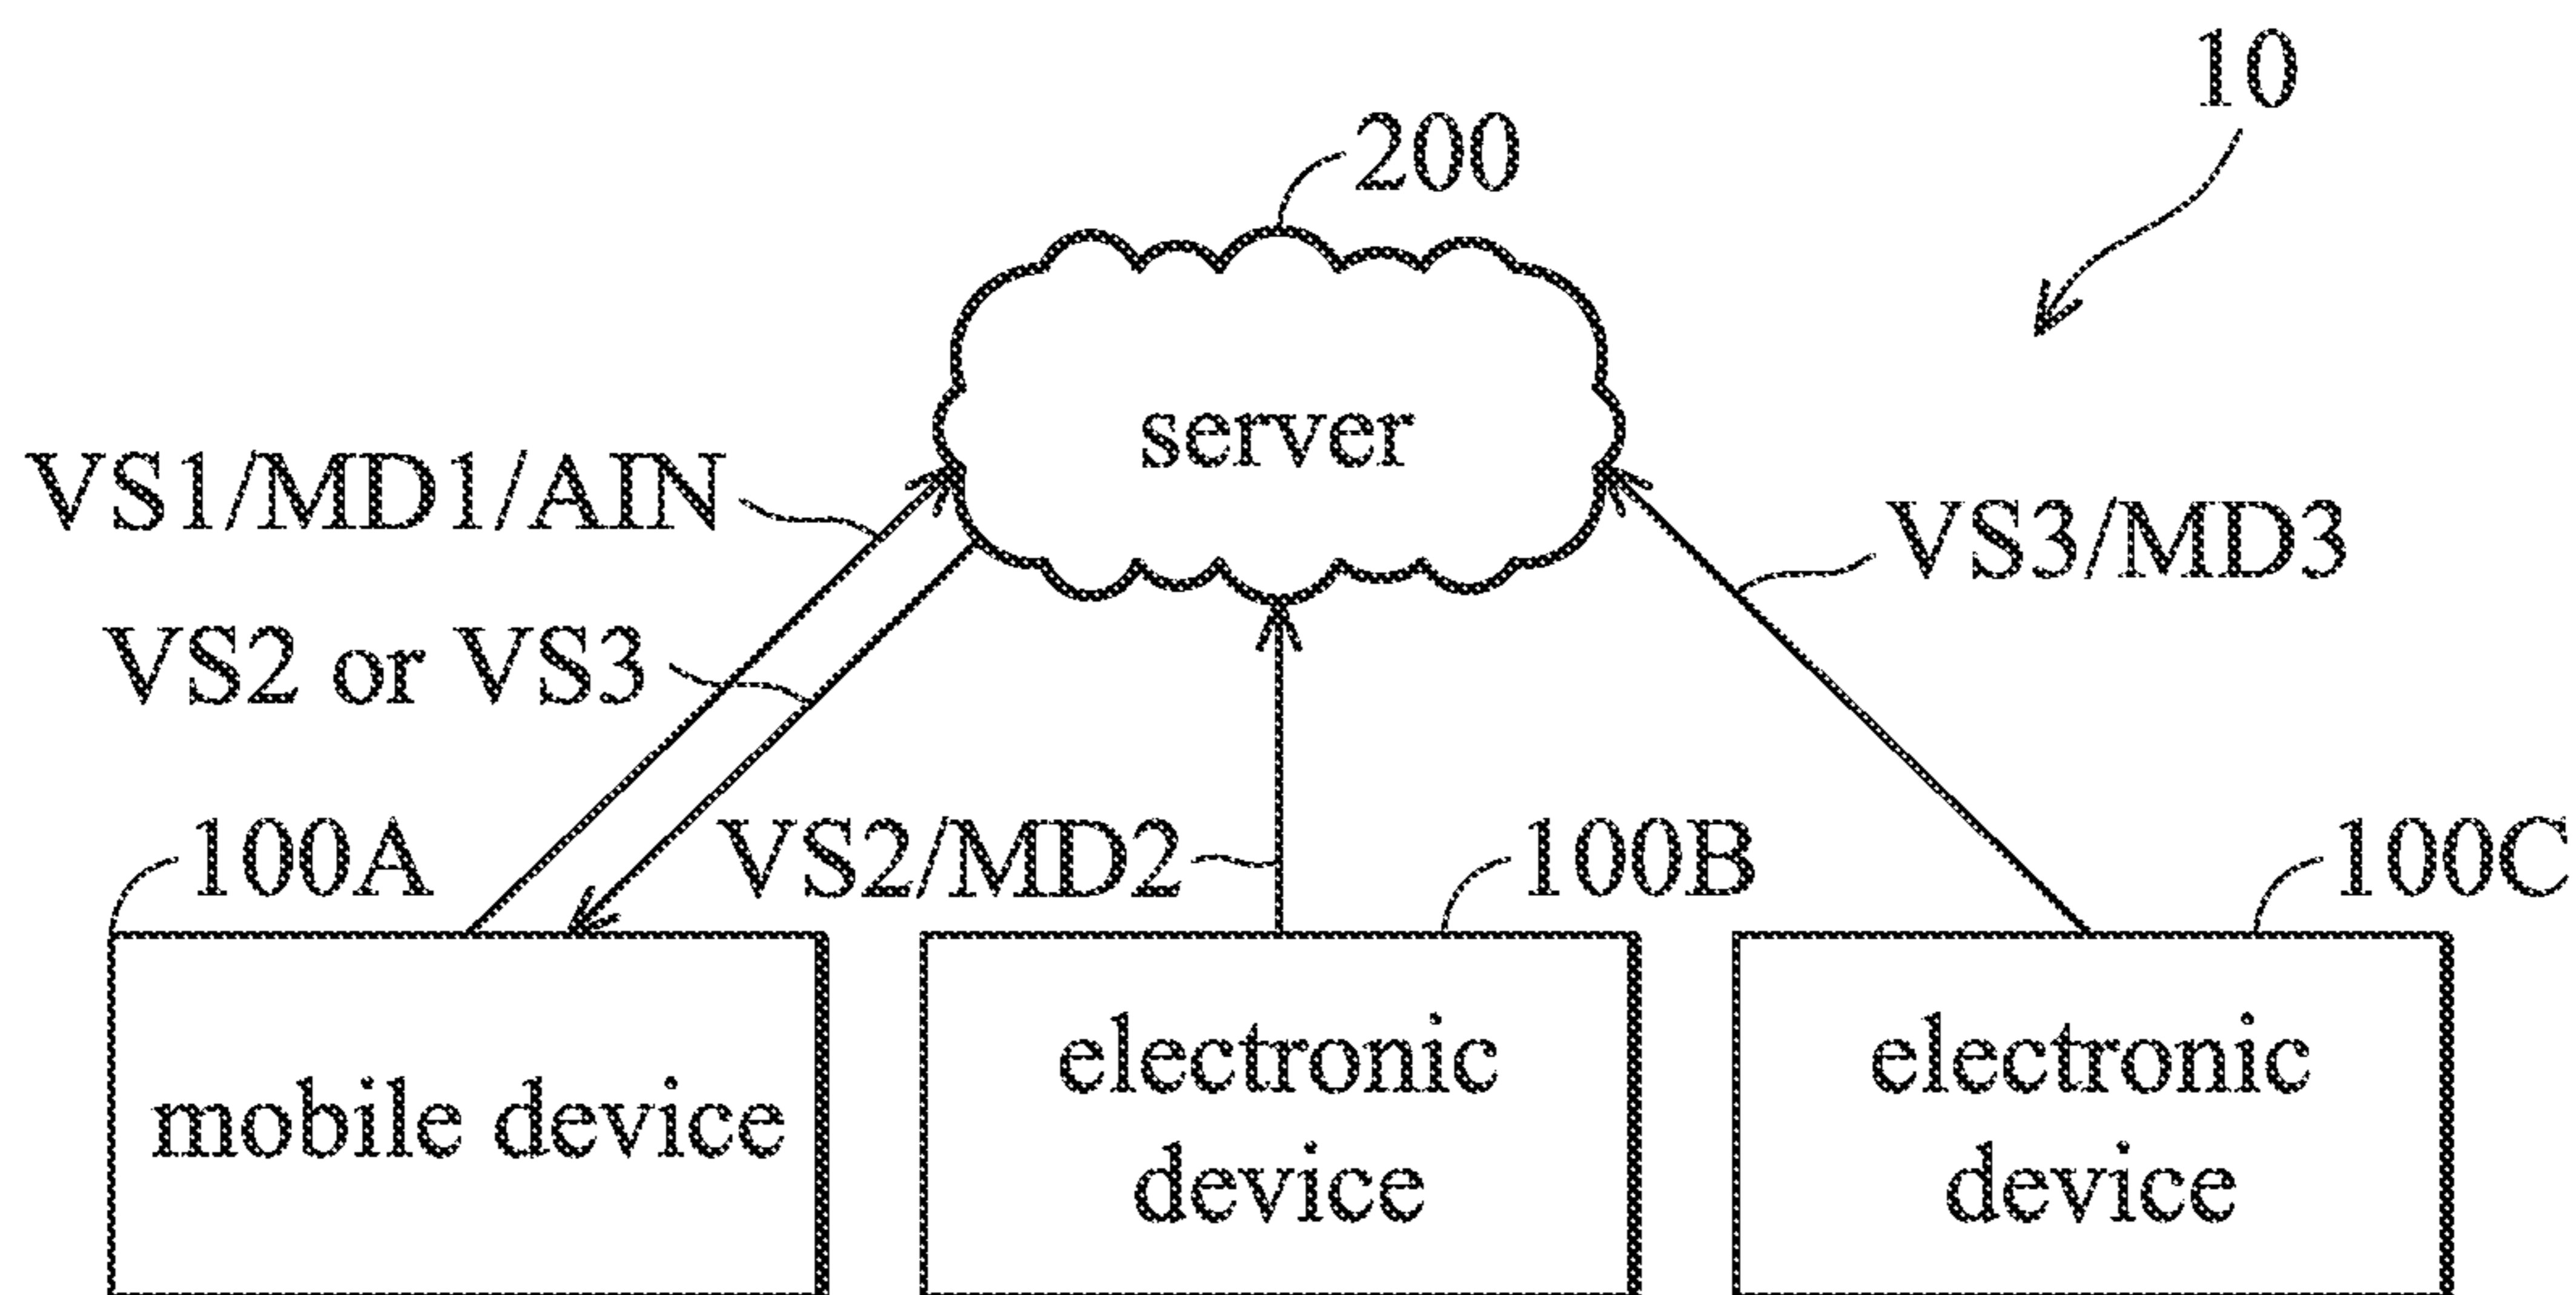 10
200
server
VS1/MD1/AIN
VS3/MD3
VS2 or VS3
100A
VS2/MD2
100B
100C
mobile device
electronic
device
electronic
device